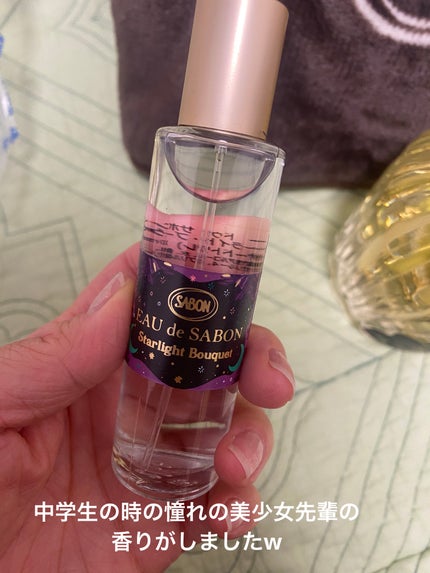 SABON
EAU de SABON
Starlight Bouquet
中学生の時の憧れの美少女先輩の
香りがしましたw